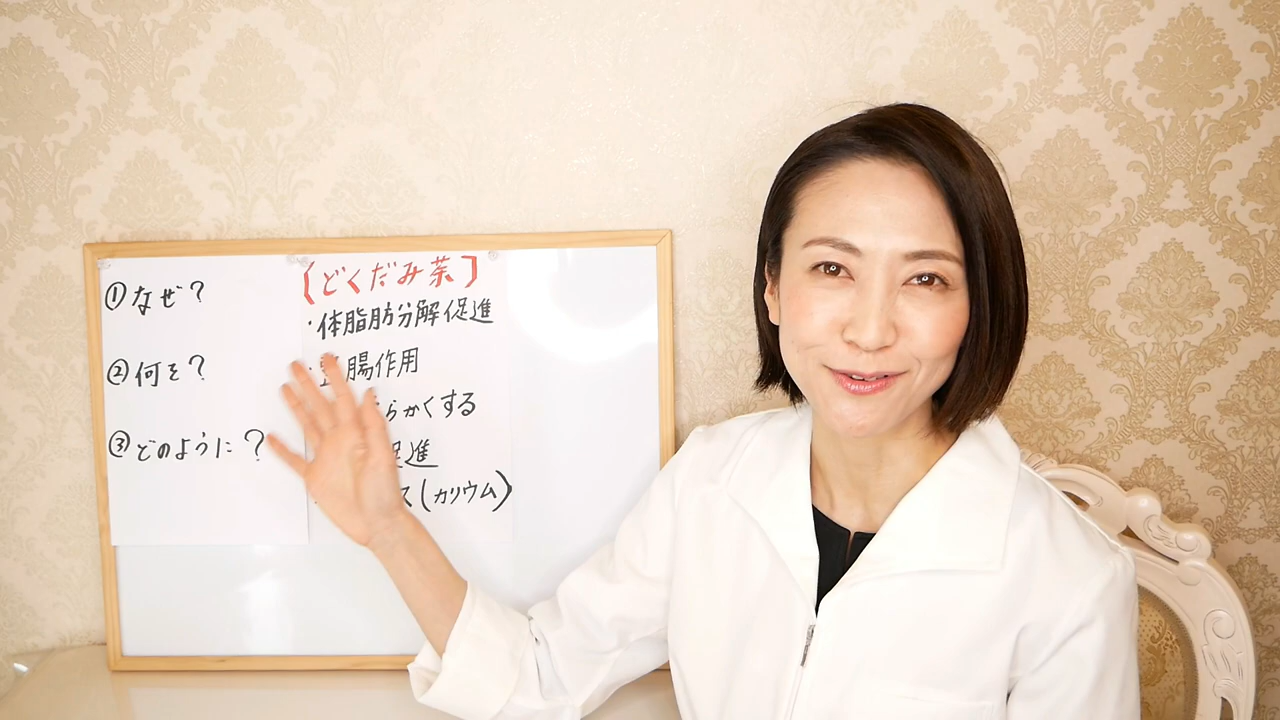 ①なぜ?
②何を?
③どのように?
【どくだみ茶】
・体脂肪分解促進
・整腸作用
らかくする
促進
ス(カリウム)